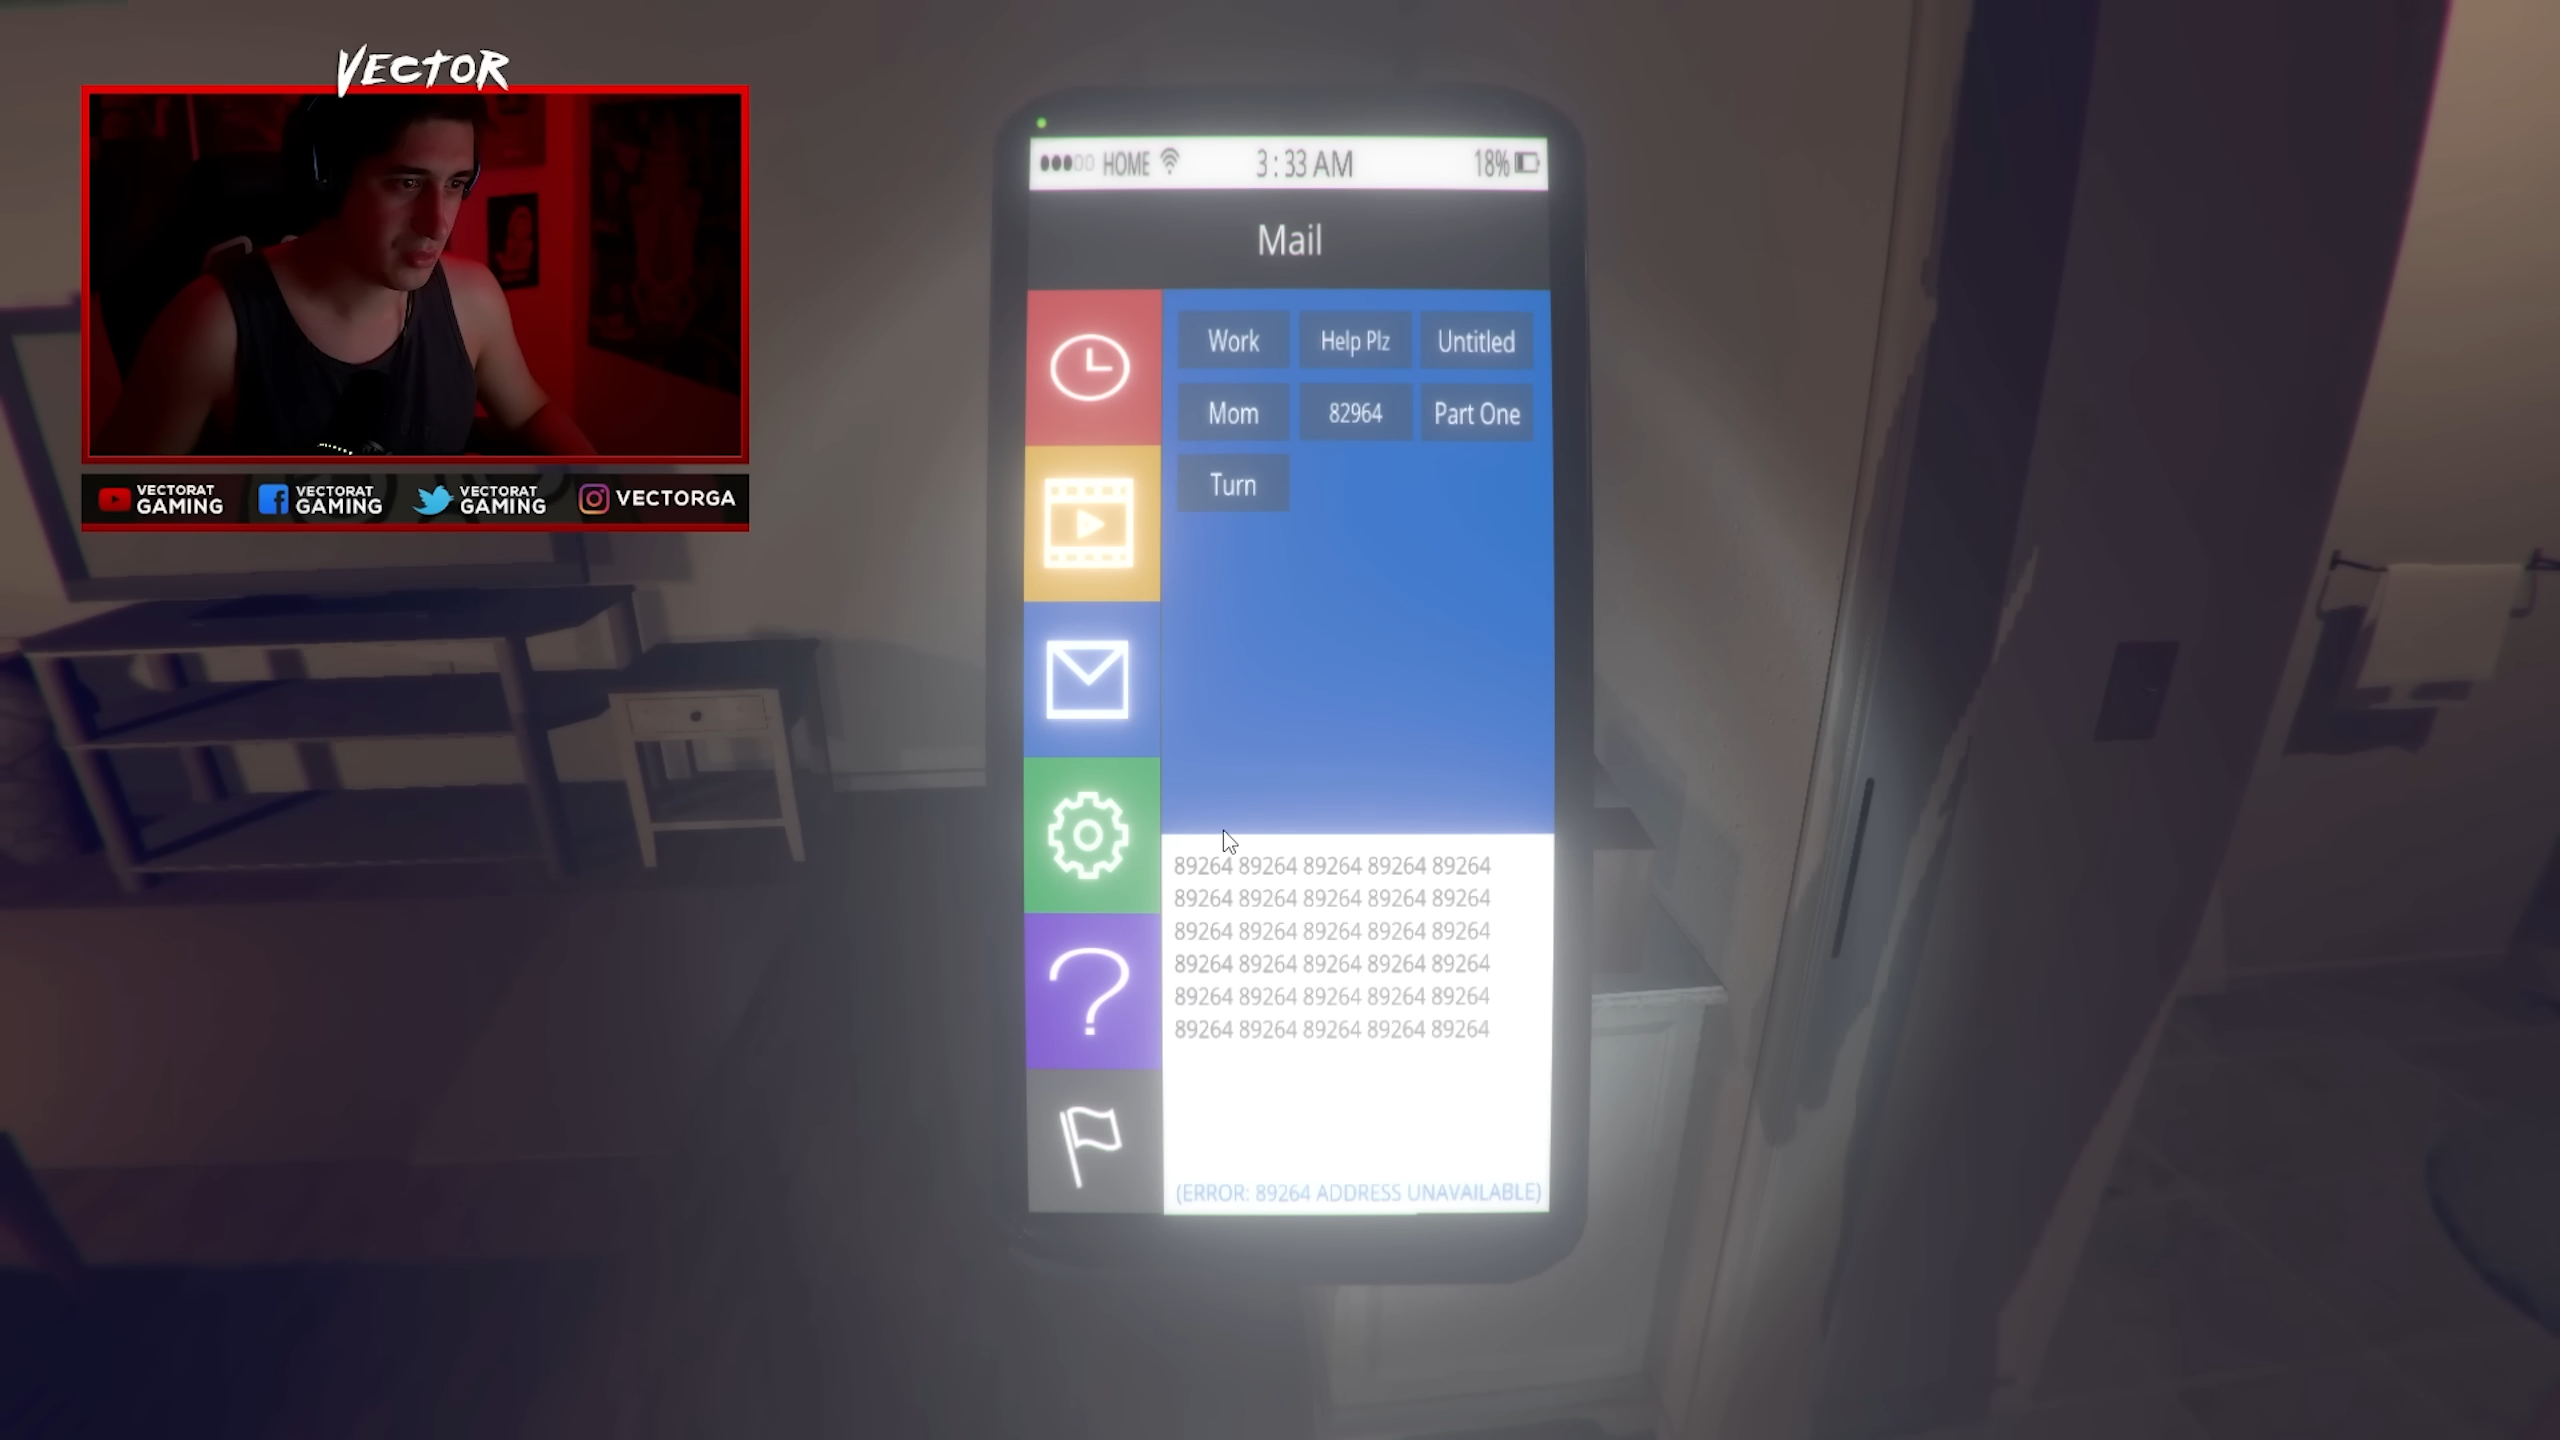 VECTOR
VECTORAT GAMING
VECTORAT GAMING
VECTORAT GAMING
VECTORGA
HOME 3:33 AM 18%
Mail
Work Help Plz Untitled
Mom 82964 Part One
Turn
89264 89264 89264 89264 89264
89264 89264 89264 89264 89264
89264 89264 89264 89264 89264
89264 89264 89264 89264 89264
89264 89264 89264 89264 89264
89264 89264 89264 89264 89264
(ERROR: 89264 ADDRESS UNAVAILABLE)